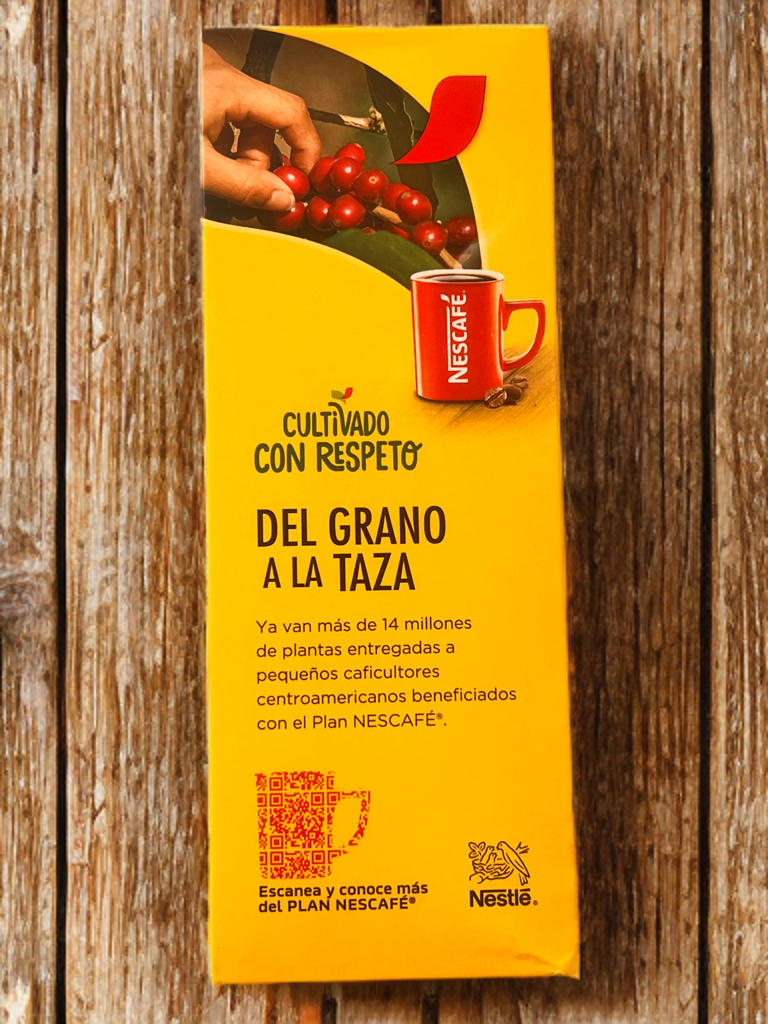 NESCAFÉ®
CULTIVADO
CON RESPETO
DEL GRANO
A LA TAZA
Ya van más de 14 millones
de plantas entregadas a
pequeños caficultores
centroamericanos beneficiados
con el Plan NESCAFÉ®.
Escanea y conoce más
del PLAN NESCAFÉ®
Nestlé®